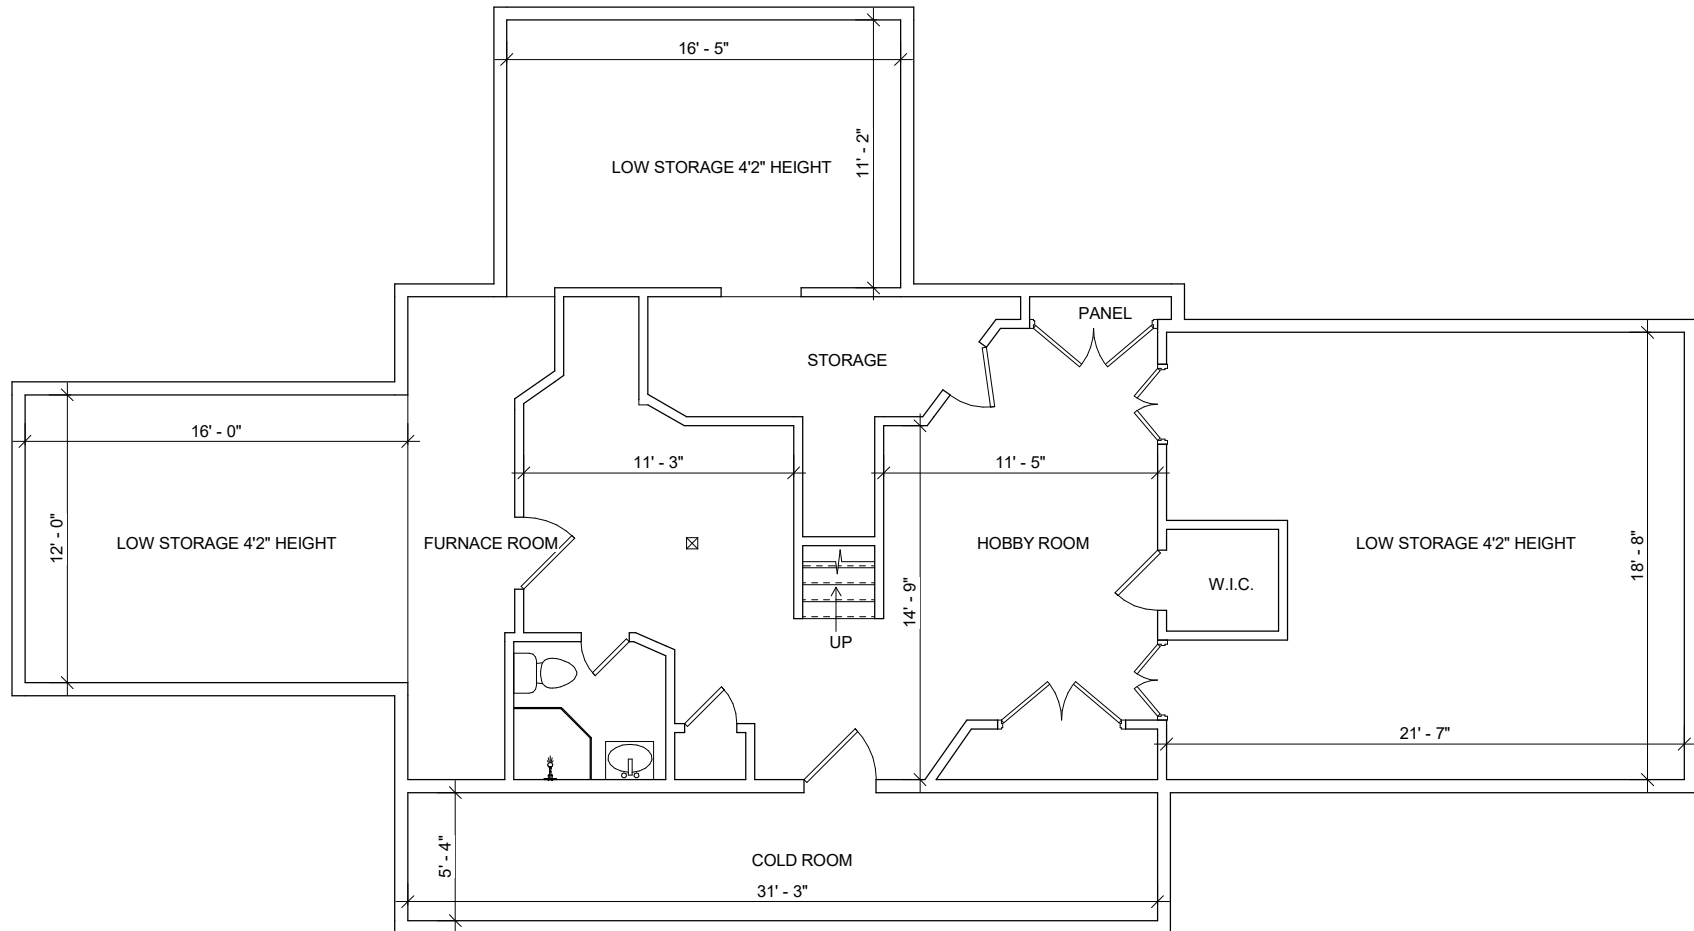 16' - 5"
11' - 2"
LOW STORAGE 4'2" HEIGHT
PANEL
STORAGE
16' - 0"
11' - 3"
11' - 5"
12' - 0"
LOW STORAGE 4'2" HEIGHT
FURNACE ROOM
HOBBY ROOM
LOW STORAGE 4'2" HEIGHT
18' - 8"
W.I.C.
14' - 9"
UP
21' - 7"
5' - 4"
COLD ROOM
31' - 3"